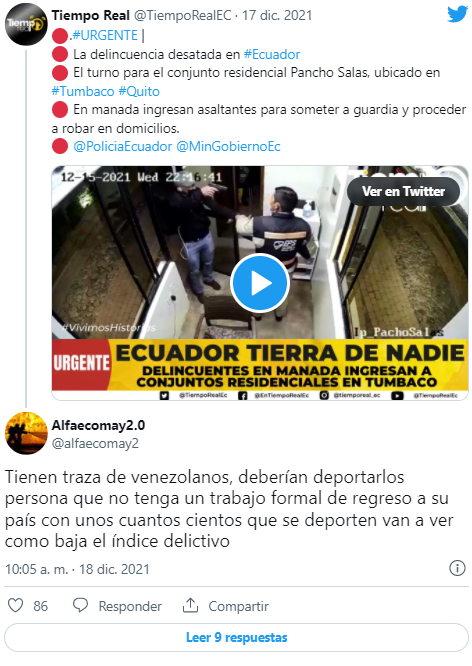 Tiempo Real @TiempoRealEC · 17 dic. 2021
🔴.#URGENTE |
🔴 La delincuencia desatada en #Ecuador
🔴 El turno para el conjunto residencial Pancho Salas, ubicado en
#Tumbaco #Quito
🔴 En manada ingresan asaltantes para someter a guardia y proceder
a robar en domicilios.
🔴 @PoliciaEcuador @MinGobiernoEc
12-15-2021 Wed 22:16:41
Ver en Twitter
#VivimosHistorias
Ip_PachoSalas
URGENTE
ECUADOR TIERRA DE NADIE
DELINCUENTES EN MANADA INGRESAN A
CONJUNTOS RESIDENCIALES EN TUMBACO
@TiempoRealEc @EnTiempoRealEc @tiemporeal_ec @TiempoRealEc
Alfaecomay2.0
@alfaecomay2
Tienen traza de venezolanos, deberían deportarlos
persona que no tenga un trabajo formal de regreso a su
país con unos cuantos cientos que se deporten van a ver
como baja el índice delictivo
10:05 a. m. · 18 dic. 2021
86 Responder Compartir
Leer 9 respuestas